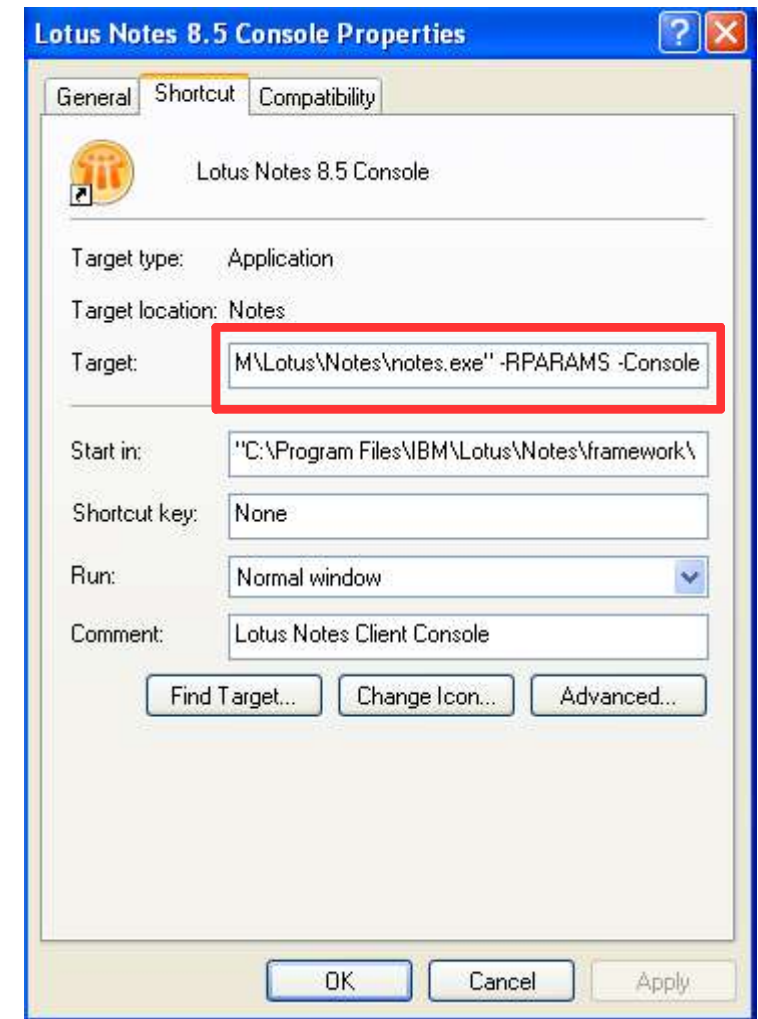 Lotus Notes 8.5 Console Properties
General Shortcut Compatibility
Lotus Notes 8.5 Console
Target type: Application
Target location: Notes
Target: M\Lotus\Notes\notes.exe" -RPARAMS -Console
Start in: "C:\Program Files\IBM\Lotus\Notes\framework\
Shortcut key: None
Run: Normal window
Comment: Lotus Notes Client Console
Find Target... Change Icon... Advanced...
OK Cancel Apply